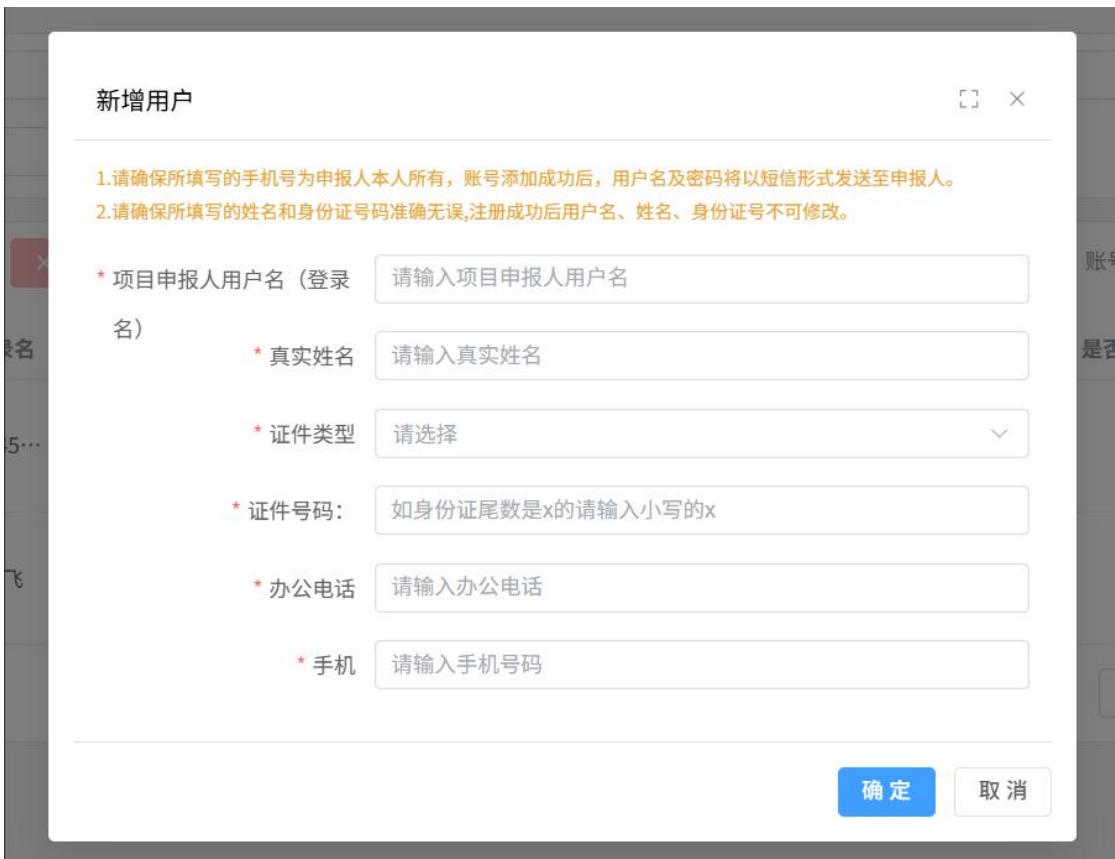 新增用户
1.请确保所填写的手机号为申报人本人所有，账号添加成功后，用户名及密码将以短信形式发送至申报人。
2.请确保所填写的姓名和身份证号码准确无误,注册成功后用户名、姓名、身份证号不可修改。
账号
* 项目申报人用户名（登录
名）
请输入项目申报人用户名
录名
* 真实姓名
请输入真实姓名
是否
* 证件类型
请选择
45…
* 证件号码：
如身份证尾数是x的请输入小写的x
飞
* 办公电话
请输入办公电话
* 手机
请输入手机号码
确 定
取 消